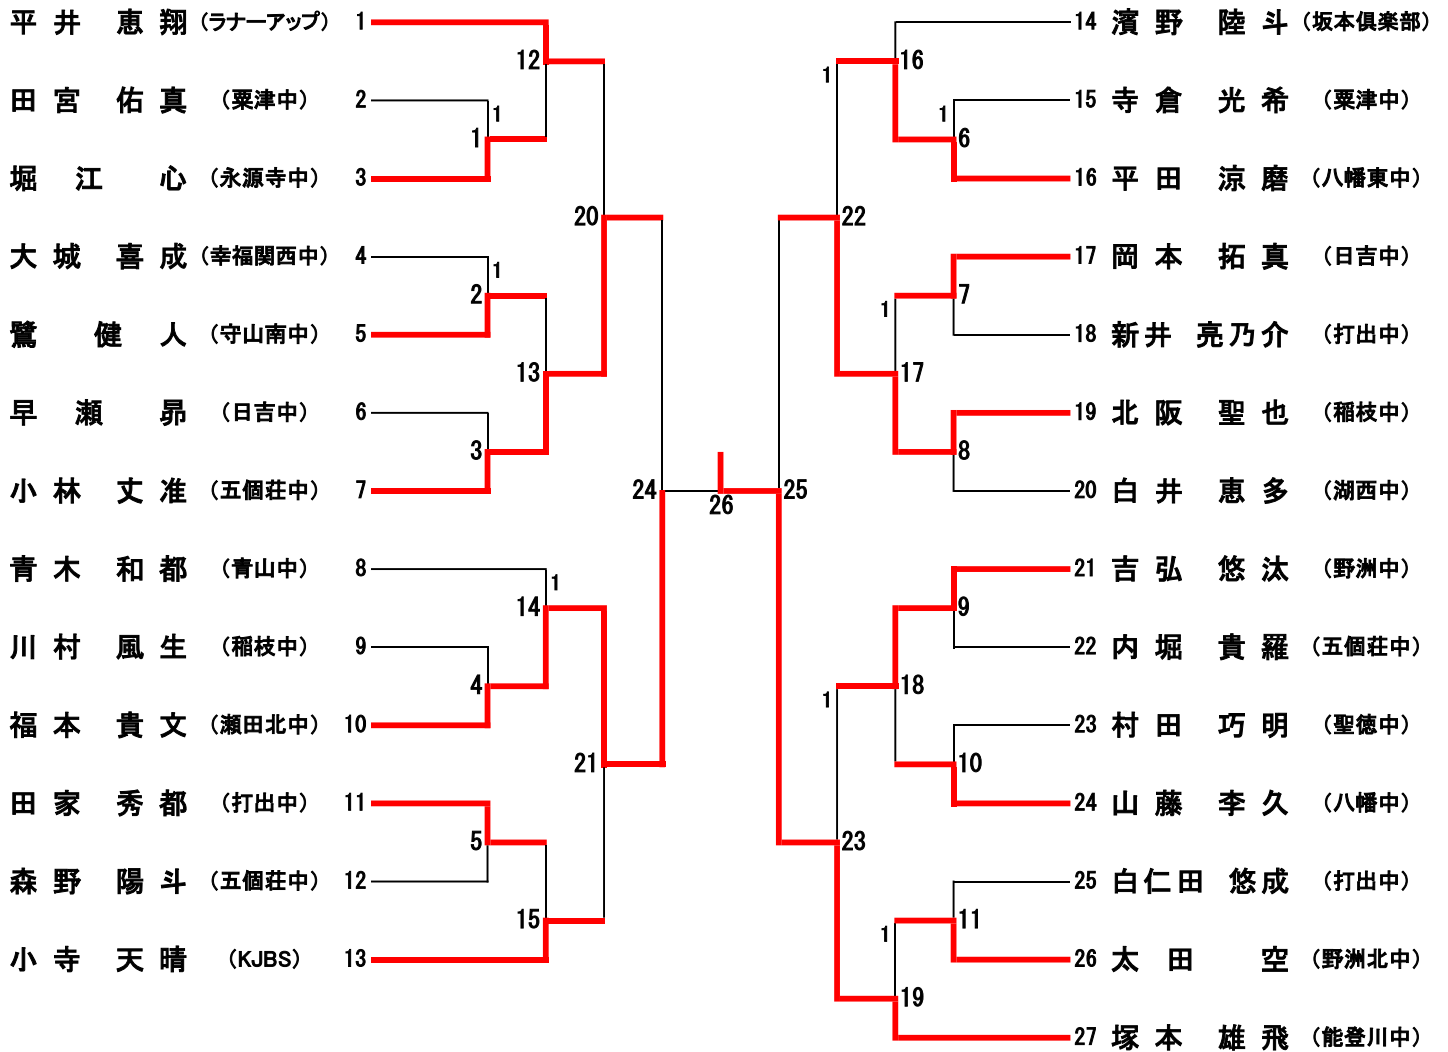 平井 恵翔 (ラナーアップ) 1
田宮 佑真 (粟津中) 2
堀江 心 (永源寺中) 3
大城 喜成 (幸福関西中) 4
鷺 健人 (守山南中) 5
早瀬 昴 (日吉中) 6
小林 丈准 (五個荘中) 7
青木 和都 (青山中) 8
川村 風生 (稲枝中) 9
福本 貴文 (瀬田北中) 10
田家 秀都 (打出中) 11
森野 陽斗 (五個荘中) 12
小寺 天晴 (KJBS) 13
12
1
1
20
1
2
13
3
24
1
14
4
21
5
15
26
25
1
16
1
6
22
7
1
17
8
9
18
1
10
23
11
1
19
14 濱野 陸斗 (坂本倶楽部)
15 寺倉 光希 (粟津中)
16 平田 涼磨 (八幡東中)
17 岡本 拓真 (日吉中)
18 新井 亮乃介 (打出中)
19 北阪 聖也 (稲枝中)
20 白井 恵多 (湖西中)
21 吉弘 悠汰 (野洲中)
22 内堀 貴羅 (五個荘中)
23 村田 巧明 (聖徳中)
24 山藤 李久 (八幡中)
25 白仁田 悠成 (打出中)
26 太田 空 (野洲北中)
27 塚本 雄飛 (能登川中)